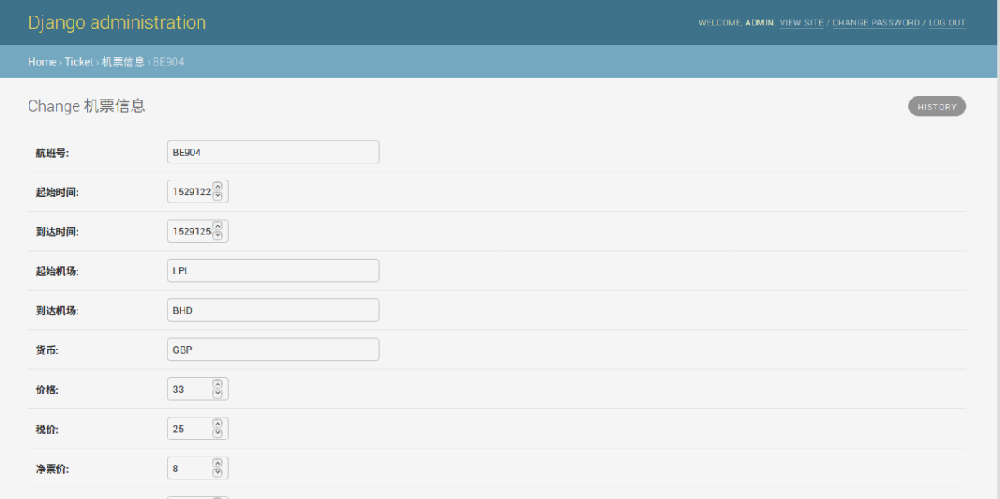 Django administration
WELCOME, ADMIN. VIEW SITE / CHANGE PASSWORD / LOG OUT
Home › Ticket › 机票信息 › BE904
Change 机票信息
HISTORY
航班号: BE904
起始时间: 1529122
到达时间: 1529125
起始机场: LPL
到达机场: BHD
货币: GBP
价格: 33
税价: 25
净票价: 8